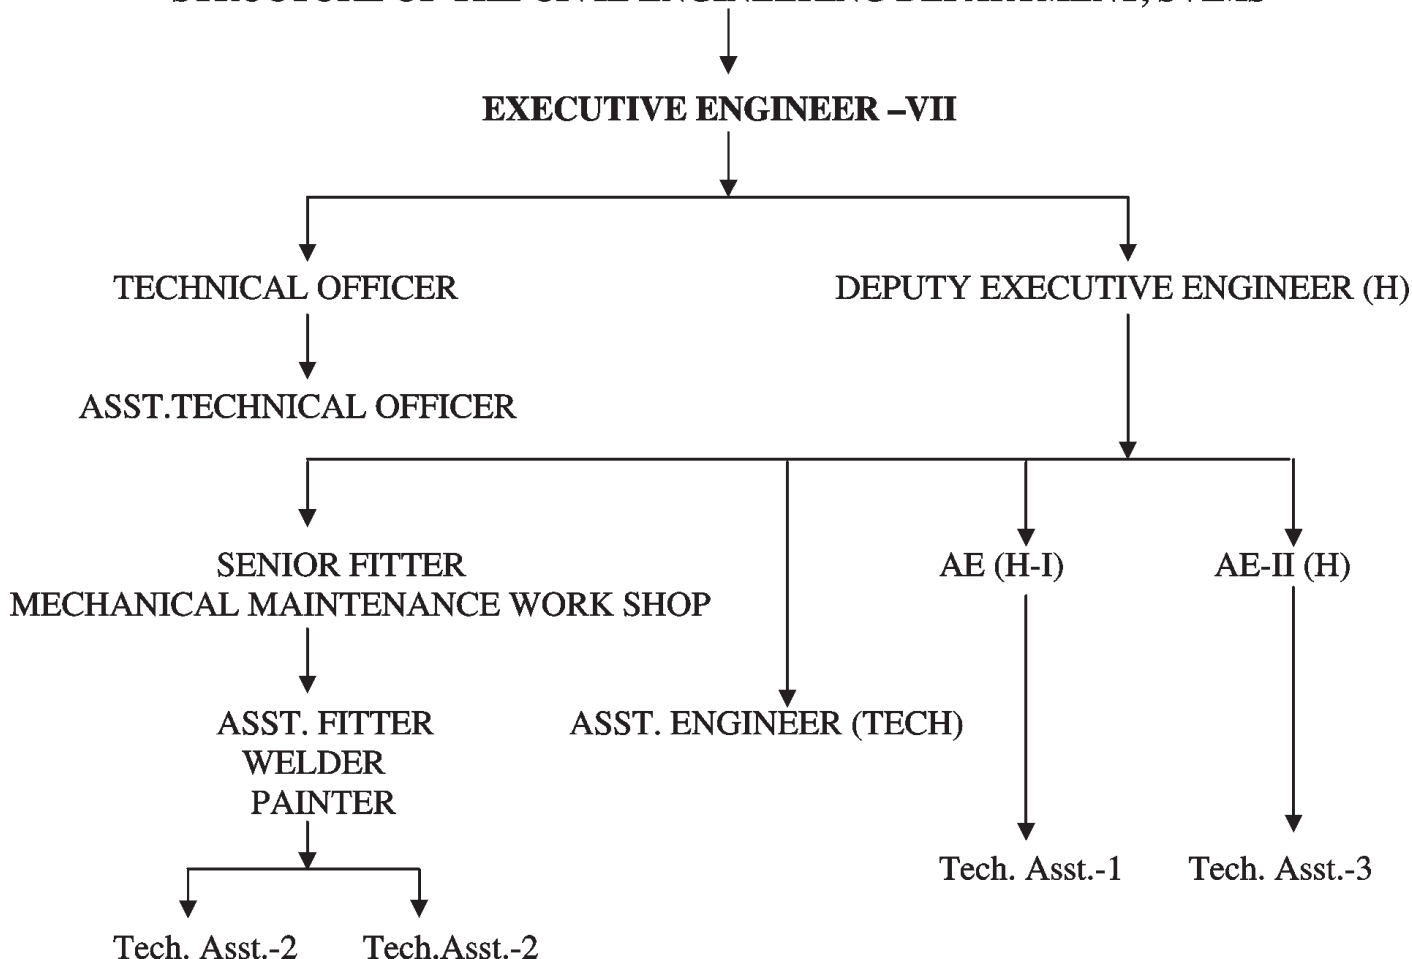 EXECUTIVE ENGINEER –VII
TECHNICAL OFFICER
DEPUTY EXECUTIVE ENGINEER (H)
ASST.TECHNICAL OFFICER
SENIOR FITTER
MECHANICAL MAINTENANCE WORK SHOP
AE (H-I)
AE-II (H)
ASST. FITTER
WELDER
PAINTER
ASST. ENGINEER (TECH)
Tech. Asst.-1
Tech. Asst.-3
Tech. Asst.-2
Tech.Asst.-2